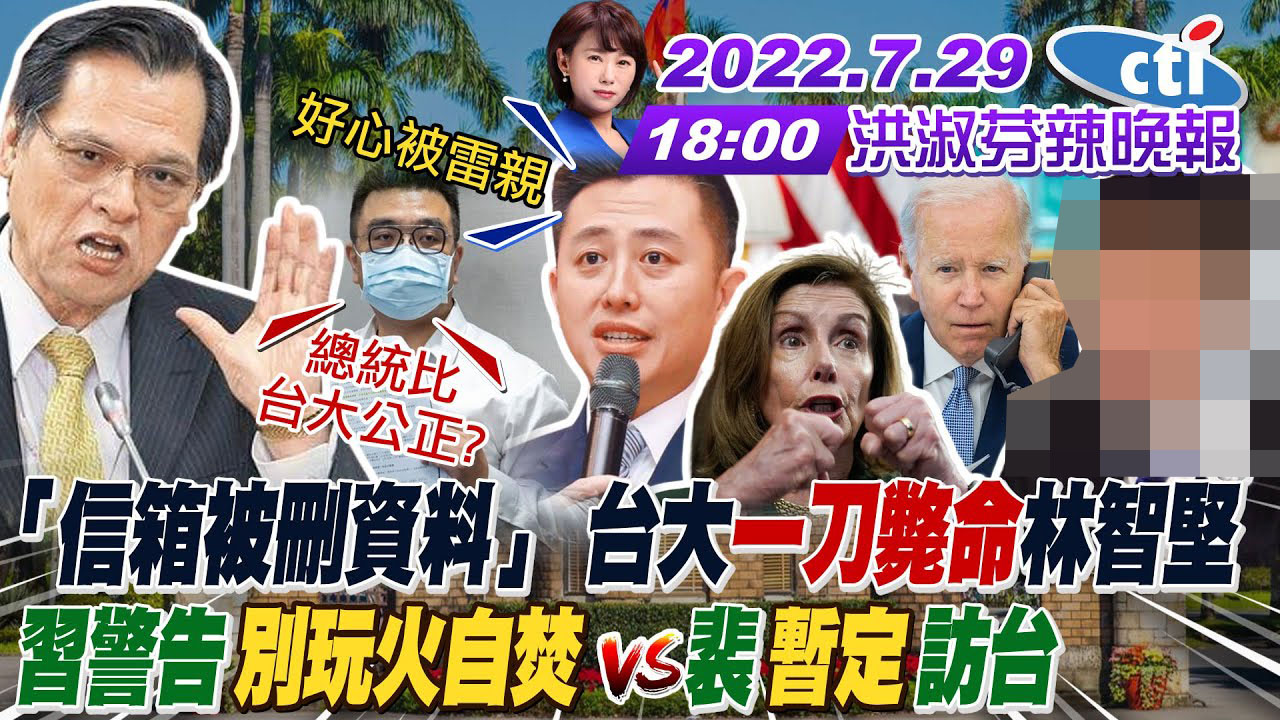 2022.7.29
cti
18:00
洪淑芬辣晚報
好心被雷親
總統比
台大公正?
「信箱被刪資料」台大一刀斃命林智堅
習警告別玩火自焚VS裴暫定訪台